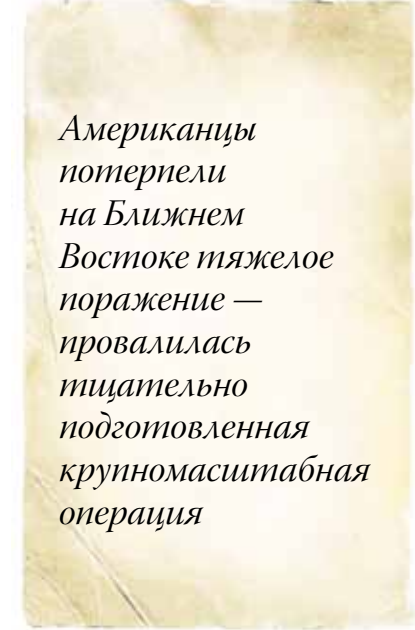 Американцы
потерпели
на Ближнем
Востоке тяжелое
поражение —
провалилась
тщательно
подготовленная
крупномасштабная
операция